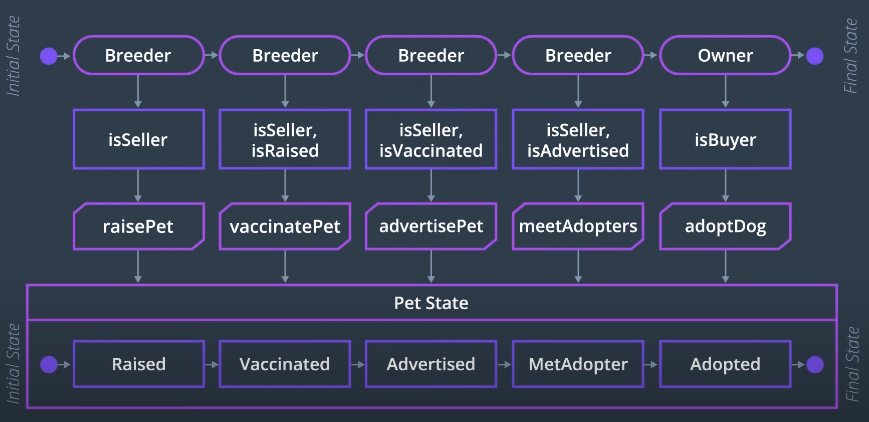 Initial State
Breeder
Breeder
Breeder
Breeder
Owner
Final State
isSeller
isSeller,
isRaised
isSeller,
isVaccinated
isSeller,
isAdvertised
isBuyer
raisePet
vaccinatePet
advertisePet
meetAdopters
adoptDog
Pet State
Initial State
Raised
Vaccinated
Advertised
MetAdopter
Adopted
Final State